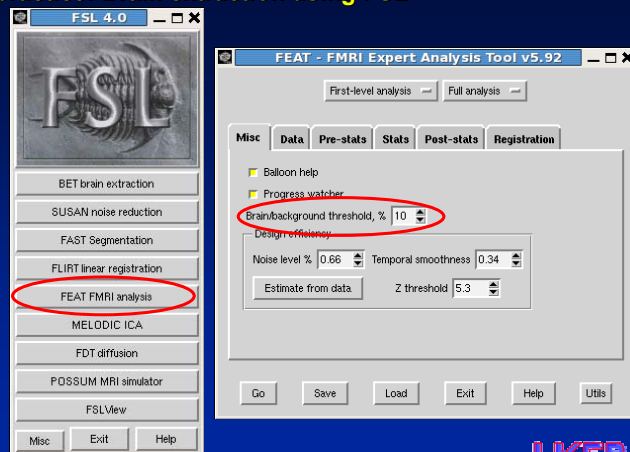 FSL 4.0
FSL
BET brain extraction
SUSAN noise reduction
FAST Segmentation
FLIRT linear registration
FEAT FMRI analysis
MELODIC ICA
FDT diffusion
POSSUM MRI simulator
FSLView
Misc Exit Help
FEAT - FMRI Expert Analysis Tool v5.92
First-level analysis Full analysis
Misc Data Pre-stats Stats Post-stats Registration
Balloon help
Progress watcher
Brain/background threshold, % 10
Design efficiency
Noise level % 0.66 Temporal smoothness 0.34
Estimate from data Z threshold 5.3
Go Save Load Exit Help Utils